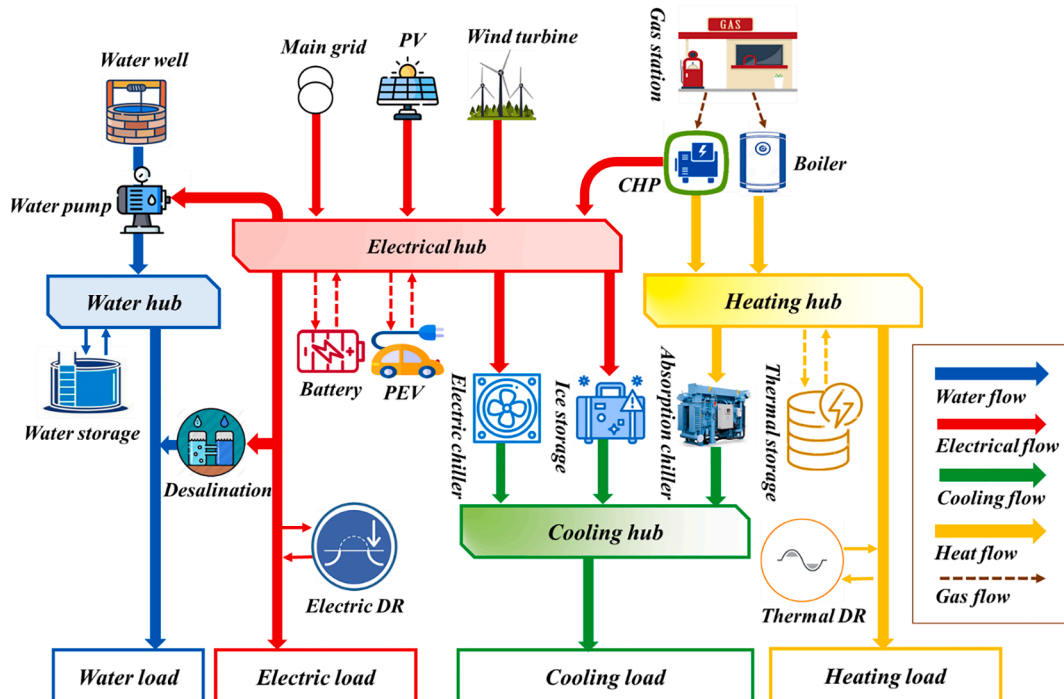 Water well
Main grid
PV
Wind turbine
Gas station
GAS
CHP
Boiler
Water pump
Electrical hub
Water hub
Heating hub
Battery
PEV
Electric chiller
Ice storage
Absorption chiller
Thermal storage
Water storage
Desalination
Water flow
Electrical flow
Cooling flow
Heat flow
Gas flow
Cooling hub
Electric DR
Thermal DR
Water load
Electric load
Cooling load
Heating load